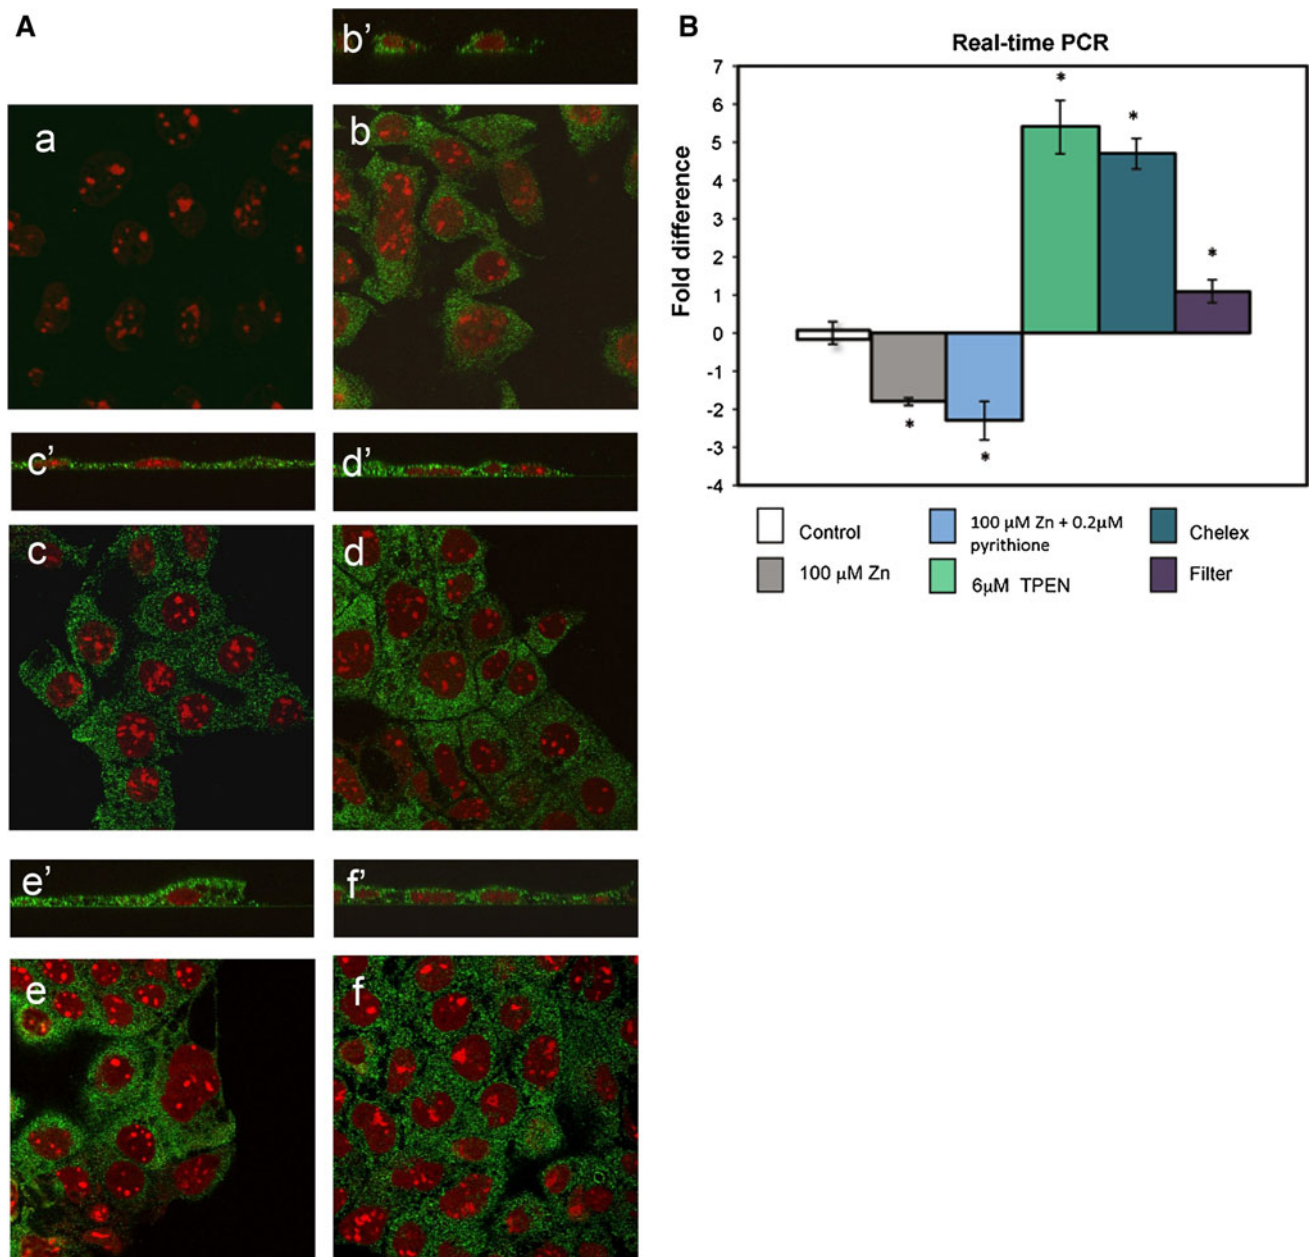 A
b’
a
b
c’
d’
c
d
e’
f’
e
f
B
Real-time PCR
Fold difference
7
6
5
4
3
2
1
0
-1
-2
-3
-4
*
*
*
*
*
Control
100 µM Zn
100 µM Zn + 0.2µM
pyrithione
6µM TPEN
Chelex
Filter